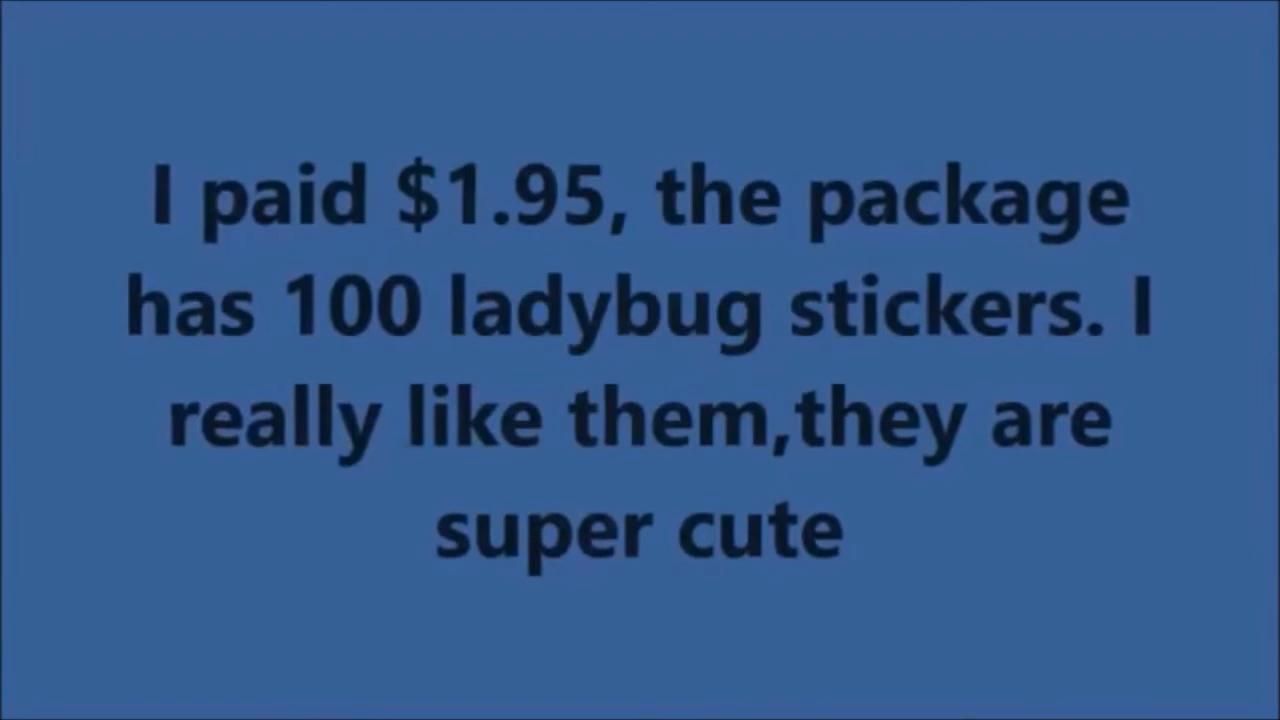 I paid $1.95, the package
has 100 ladybug stickers. I
really like them,they are
super cute